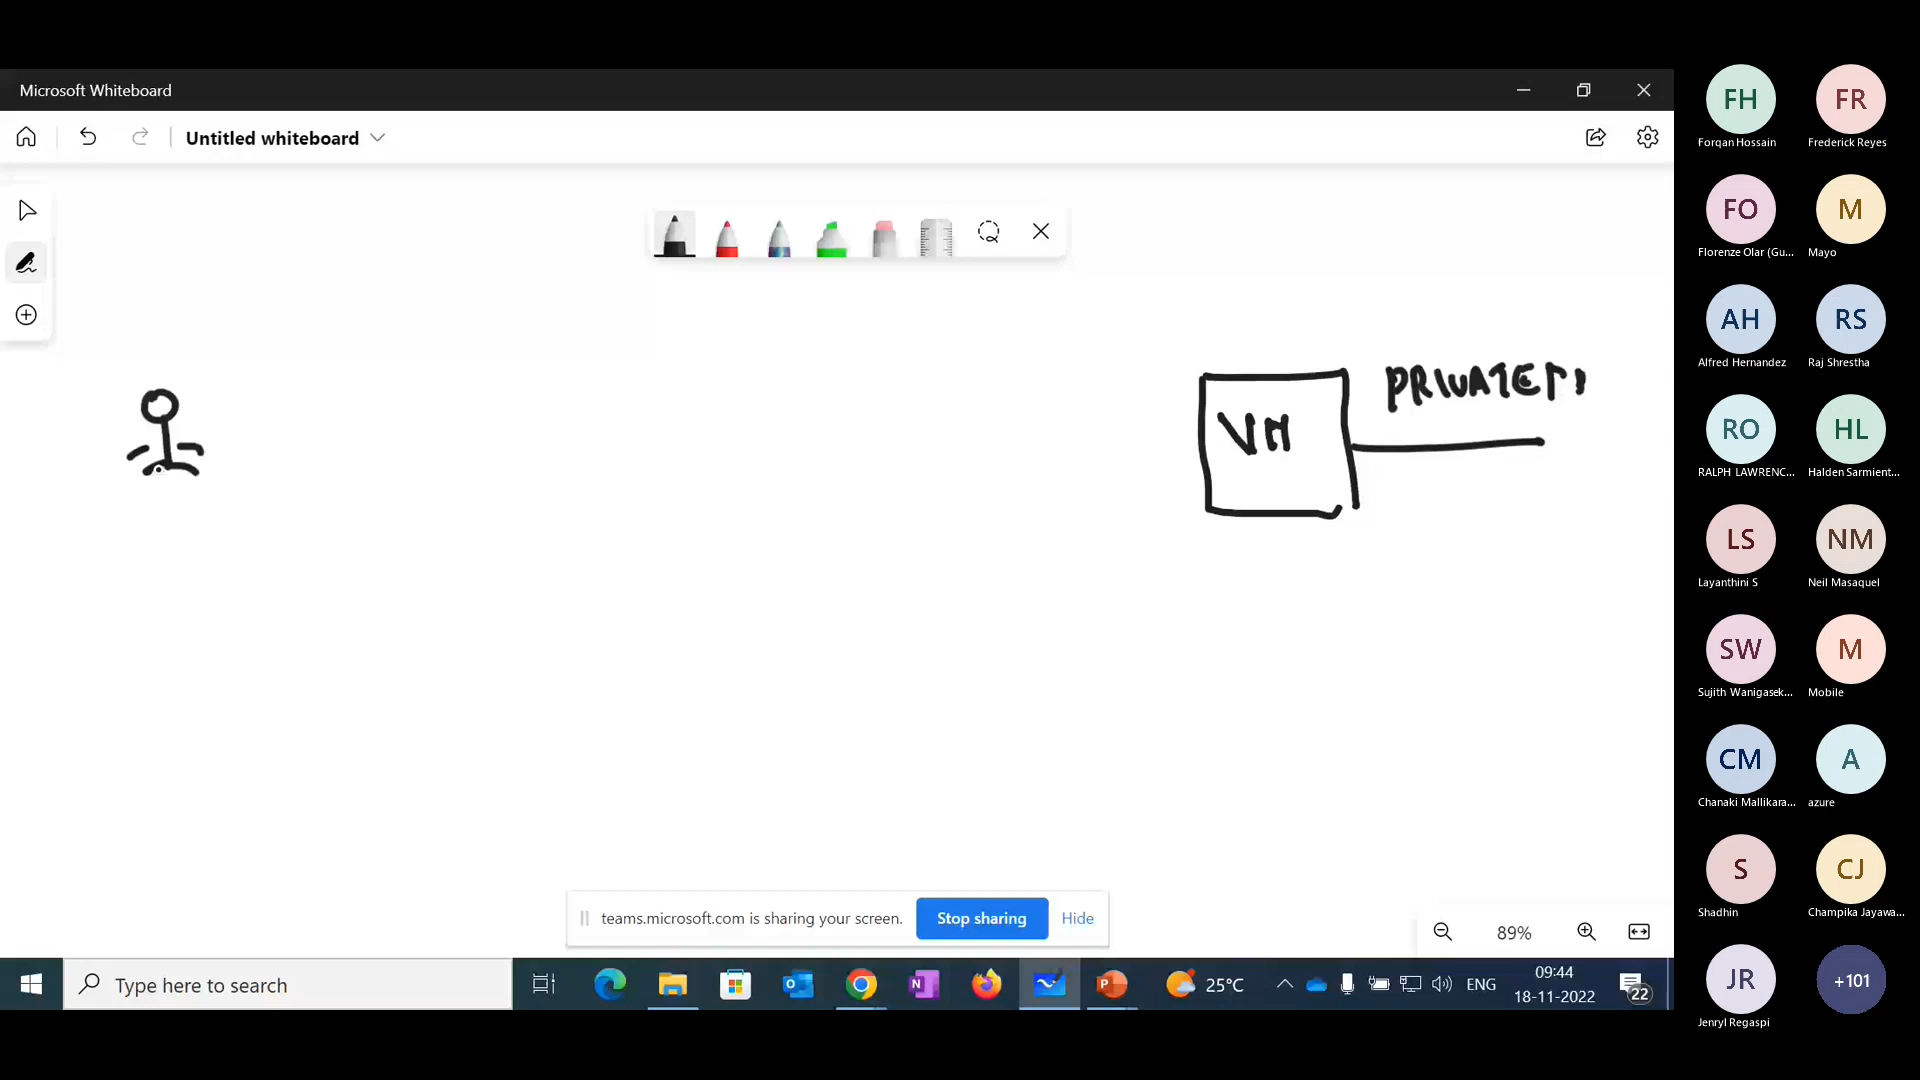 Microsoft Whiteboard
Untitled whiteboard
VM
teams.microsoft.com is sharing your screen.
Stop sharing
Hide
89%
Type here to search
25°C
ENG
09:44
18-11-2022
22
FH
Forqan Hossain
FR
Frederick Reyes
FO
Florenze Olar (Gu...
M
Mayo
AH
Alfred Hernandez
RS
Raj Shrestha
RO
RALPH LAWRENC...
HL
Halden Sarmient...
LS
Layanthini S
NM
Neil Masaquel
SW
Sujith Wanigasek...
M
Mobile
CM
Chanaki Mallikara...
A
azure
S
Shadhin
CJ
Champika Jayawa...
JR
Jenryl Regaspi
+101